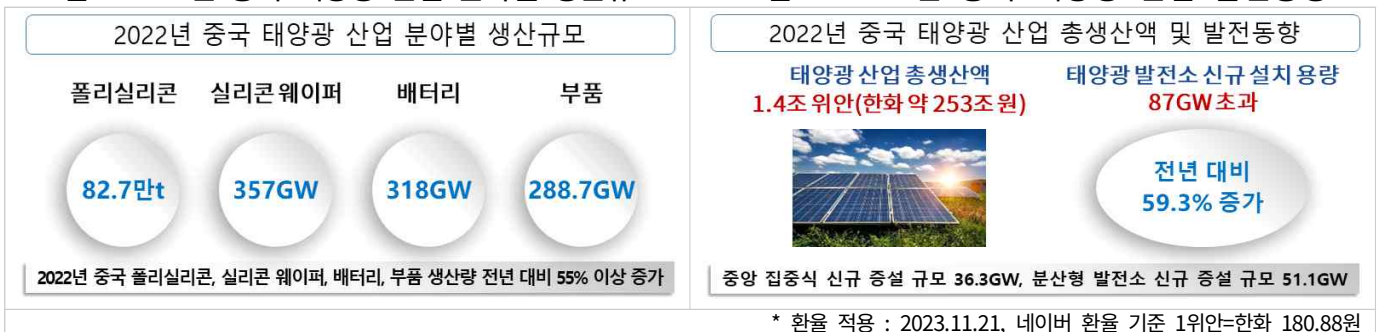 2022년 중국 태양광 산업 분야별 생산규모
폴리실리콘 실리콘 웨이퍼 배터리 부품
82.7만t 357GW 318GW 288.7GW
2022년 중국 폴리실리콘, 실리콘 웨이퍼, 배터리, 부품 생산량 전년 대비 55% 이상 증가
2022년 중국 태양광 산업 총생산액 및 발전동향
태양광 산업 총생산액
1.4조 위안(한화 약 253조 원)
태양광 발전소 신규 설치 용량
87GW 초과
전년 대비
59.3% 증가
중앙 집중식 신규 증설 규모 36.3GW, 분산형 발전소 신규 증설 규모 51.1GW
* 환율 적용 : 2023.11.21, 네이버 환율 기준 1위안=한화 180.88원